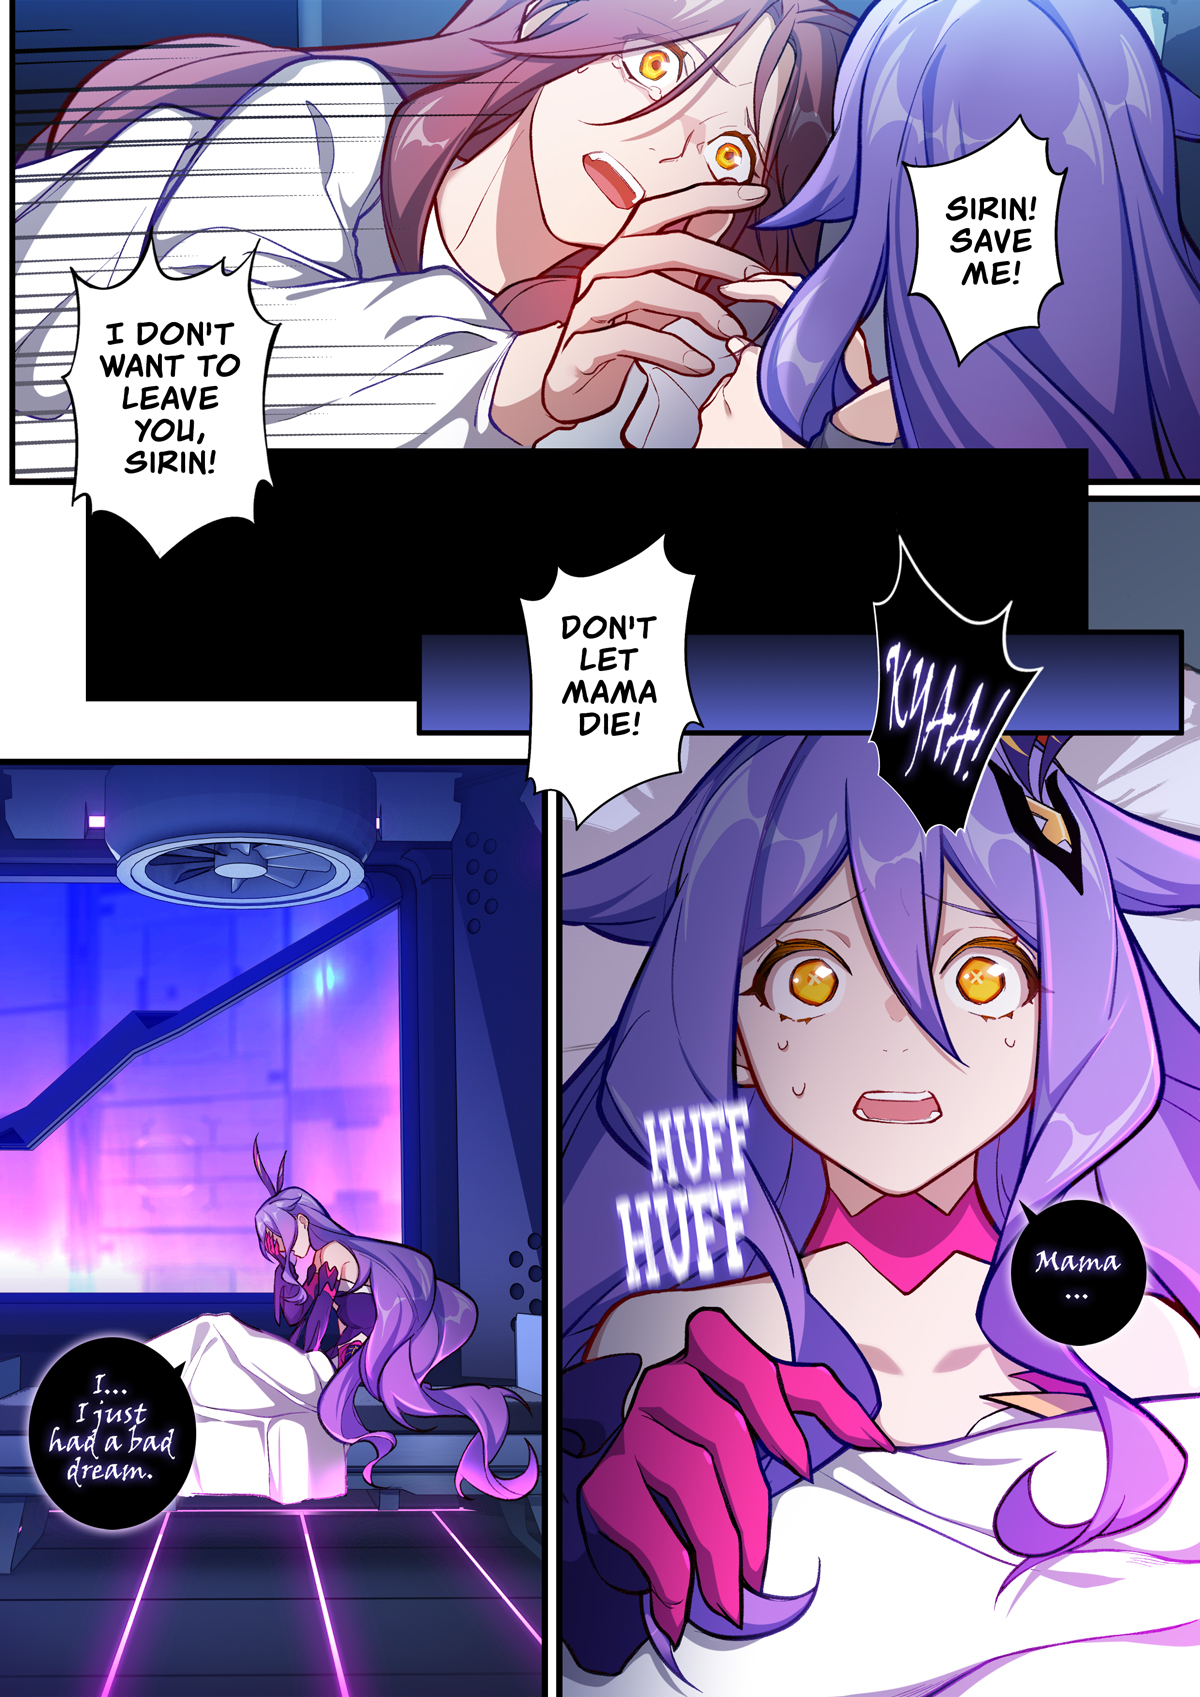 SIRIN!
SAVE
ME!
I DON'T
WANT TO
LEAVE
YOU,
SIRIN!
DON'T
LET
MAMA
DIE!
KYAA!
HUFF
HUFF
Mama
...
I...
I just
had a bad
dream.